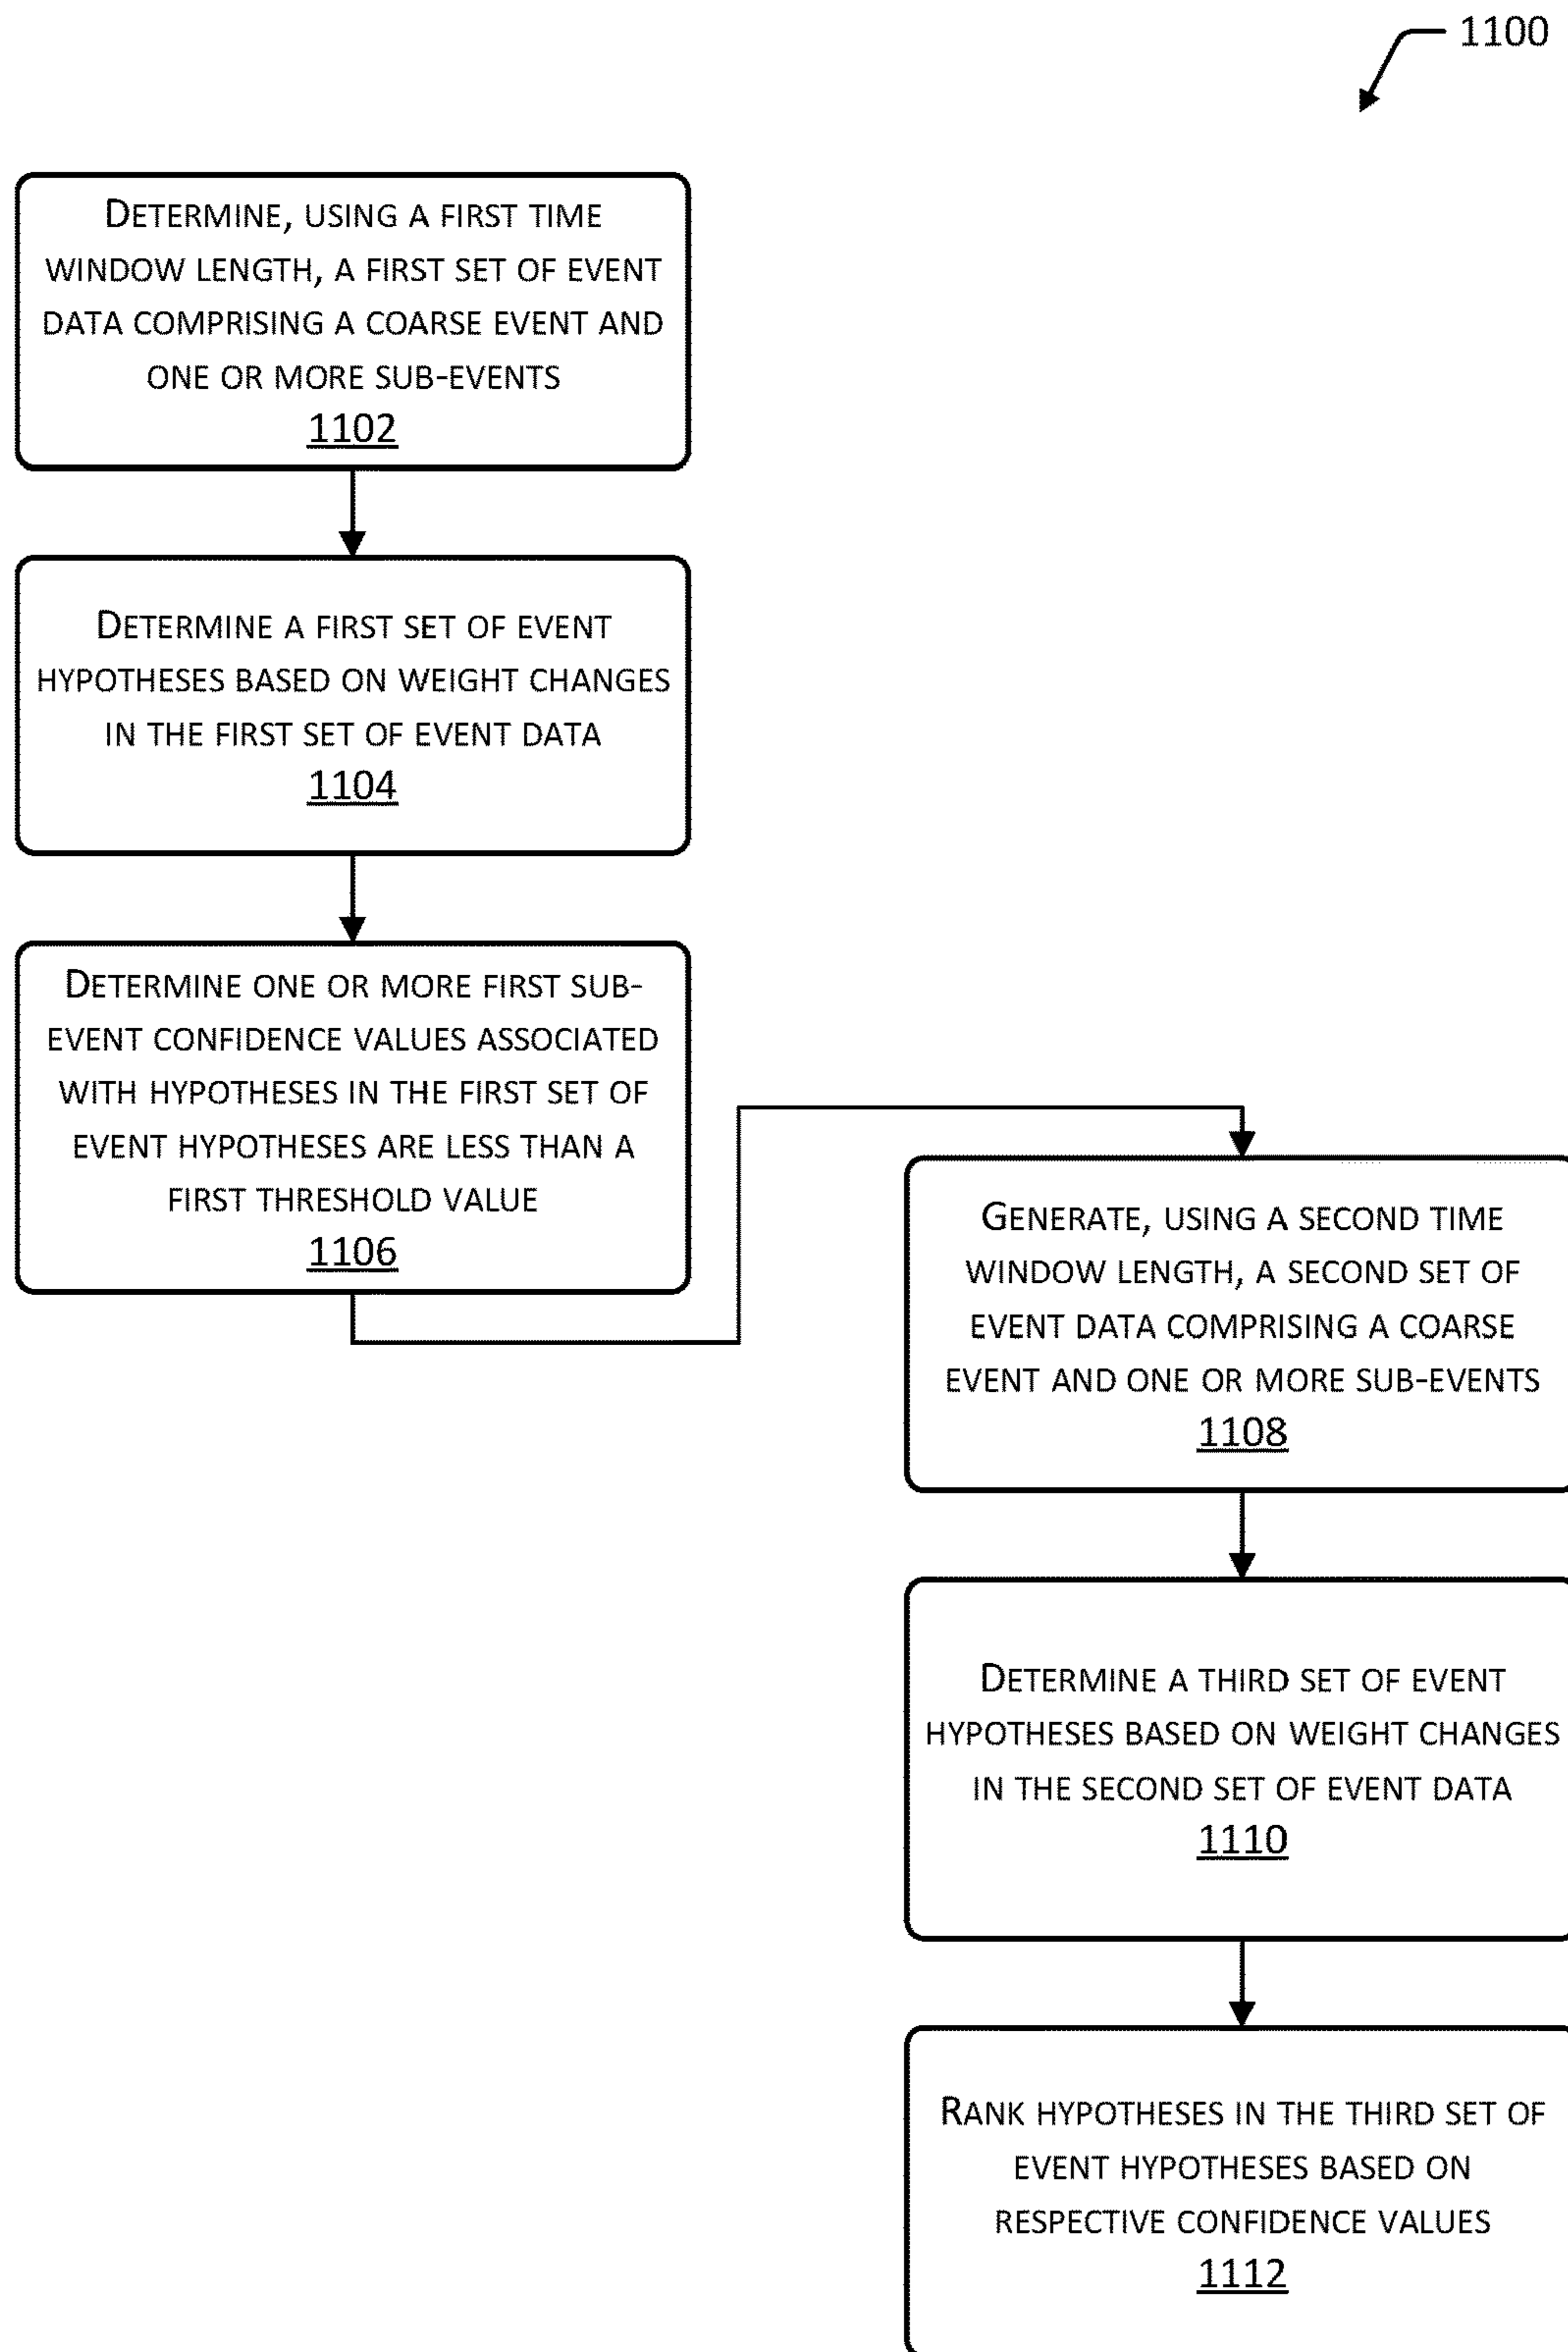 1100
DETERMINE, USING A FIRST TIME
WINDOW LENGTH, A FIRST SET OF EVENT
DATA COMPRISING A COARSE EVENT AND
ONE OR MORE SUB-EVENTS
1102
DETERMINE A FIRST SET OF EVENT
HYPOTHESES BASED ON WEIGHT CHANGES
IN THE FIRST SET OF EVENT DATA
1104
DETERMINE ONE OR MORE FIRST SUB-
EVENT CONFIDENCE VALUES ASSOCIATED
WITH HYPOTHESES IN THE FIRST SET OF
EVENT HYPOTHESES ARE LESS THAN A
FIRST THRESHOLD VALUE
1106
GENERATE, USING A SECOND TIME
WINDOW LENGTH, A SECOND SET OF
EVENT DATA COMPRISING A COARSE
EVENT AND ONE OR MORE SUB-EVENTS
1108
DETERMINE A THIRD SET OF EVENT
HYPOTHESES BASED ON WEIGHT CHANGES
IN THE SECOND SET OF EVENT DATA
1110
RANK HYPOTHESES IN THE THIRD SET OF
EVENT HYPOTHESES BASED ON
RESPECTIVE CONFIDENCE VALUES
1112